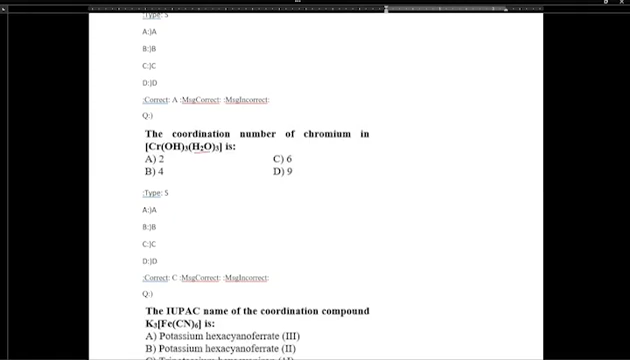 :Type: S
A:)A
B:)B
C:)C
D:)D
:Correct: A :MsgCorrect: :MsgIncorrect:
Q:)
The coordination number of chromium in
[Cr(OH)₃(H₂O)₃] is:
A) 2 C) 6
B) 4 D) 9
:Type: S
A:)A
B:)B
C:)C
D:)D
:Correct: C :MsgCorrect: :MsgIncorrect:
Q:)
The IUPAC name of the coordination compound
K₃[Fe(CN)₆] is:
A) Potassium hexacyanoferrate (III)
B) Potassium hexacyanoferrate (II)